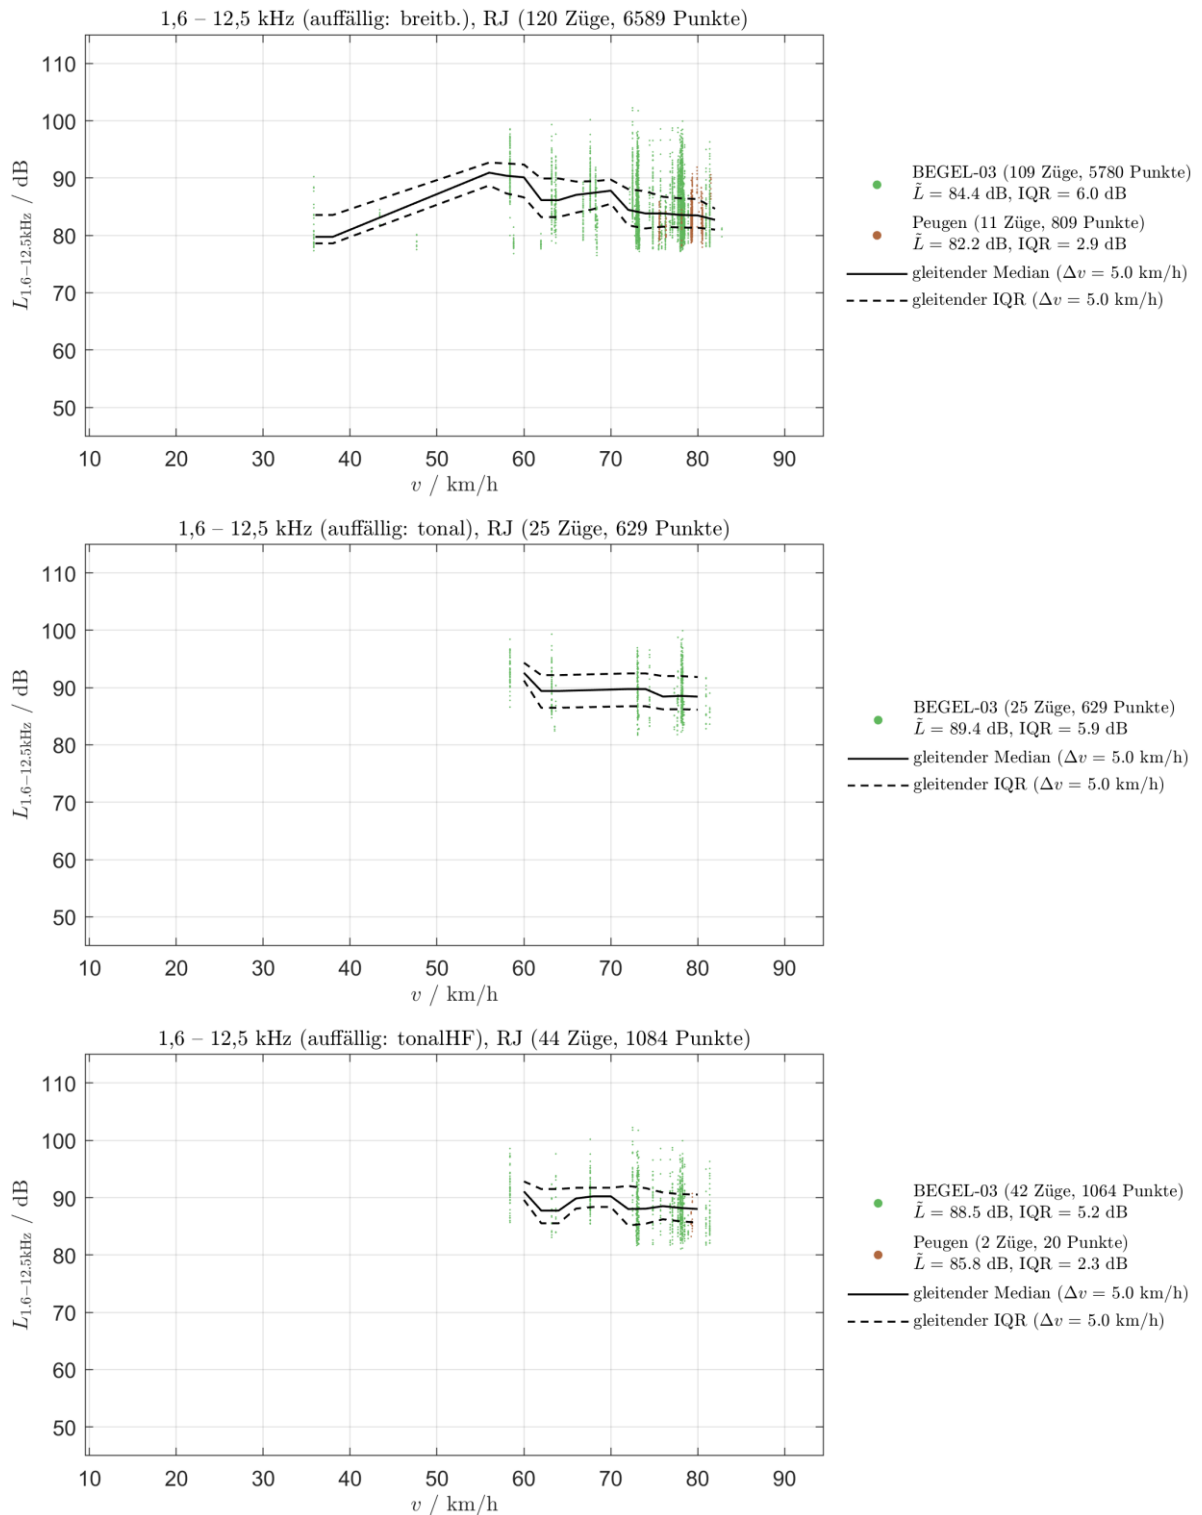 1,6 – 12,5 kHz (auffällig: breitb.), RJ (120 Züge, 6589 Punkte)
110
100
90
80
70
60
50
L1.6−12.5kHz / dB
10 20 30 40 50 60 70 80 90
v / km/h
BEGEL-03 (109 Züge, 5780 Punkte)
L̃ = 84.4 dB, IQR = 6.0 dB
Peugen (11 Züge, 809 Punkte)
L̃ = 82.2 dB, IQR = 2.9 dB
gleitender Median (Δv = 5.0 km/h)
gleitender IQR (Δv = 5.0 km/h)
1,6 – 12,5 kHz (auffällig: tonal), RJ (25 Züge, 629 Punkte)
110
100
90
80
70
60
50
L1.6−12.5kHz / dB
10 20 30 40 50 60 70 80 90
v / km/h
BEGEL-03 (25 Züge, 629 Punkte)
L̃ = 89.4 dB, IQR = 5.9 dB
gleitender Median (Δv = 5.0 km/h)
gleitender IQR (Δv = 5.0 km/h)
1,6 – 12,5 kHz (auffällig: tonalHF), RJ (44 Züge, 1084 Punkte)
110
100
90
80
70
60
50
L1.6−12.5kHz / dB
10 20 30 40 50 60 70 80 90
v / km/h
BEGEL-03 (42 Züge, 1064 Punkte)
L̃ = 88.5 dB, IQR = 5.2 dB
Peugen (2 Züge, 20 Punkte)
L̃ = 85.8 dB, IQR = 2.3 dB
gleitender Median (Δv = 5.0 km/h)
gleitender IQR (Δv = 5.0 km/h)